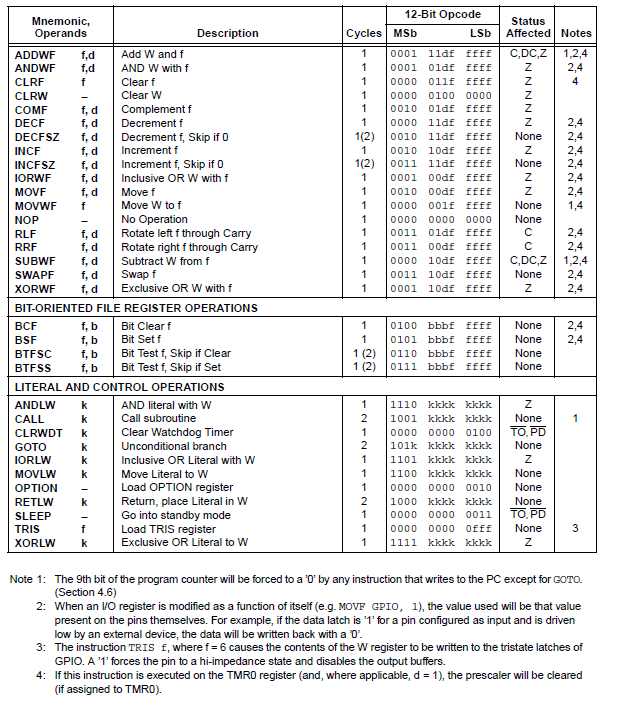 Mnemonic, Operands Description Cycles 12-Bit Opcode MSb LSb Status Affected Notes
ADDWF f,d Add W and f 1 0001 11df ffff C,DC,Z 1,2,4
ANDWF f,d AND W with f 1 0001 01df ffff Z 2,4
CLRF f Clear f 1 0000 011f ffff Z 4
CLRW – Clear W 1 0000 0100 0000 Z
COMF f, d Complement f 1 0010 01df ffff Z
DECF f, d Decrement f 1 0000 11df ffff Z 2,4
DECFSZ f, d Decrement f, Skip if 0 1(2) 0010 11df ffff None 2,4
INCF f, d Increment f 1 0010 10df ffff Z 2,4
INCFSZ f, d Increment f, Skip if 0 1(2) 0011 11df ffff None 2,4
IORWF f, d Inclusive OR W with f 1 0001 00df ffff Z 2,4
MOVF f, d Move f 1 0010 00df ffff Z 2,4
MOVWF f Move W to f 1 0000 001f ffff None 1,4
NOP – No Operation 1 0000 0000 0000 None
RLF f, d Rotate left f through Carry 1 0011 01df ffff C 2,4
RRF f, d Rotate right f through Carry 1 0011 00df ffff C 2,4
SUBWF f, d Subtract W from f 1 0000 10df ffff C,DC,Z 1,2,4
SWAPF f, d Swap f 1 0011 10df ffff None 2,4
XORWF f, d Exclusive OR W with f 1 0001 10df ffff Z 2,4
BIT-ORIENTED FILE REGISTER OPERATIONS
BCF f, b Bit Clear f 1 0100 bbbf ffff None 2,4
BSF f, b Bit Set f 1 0101 bbbf ffff None 2,4
BTFSC f, b Bit Test f, Skip if Clear 1 (2) 0110 bbbf ffff None
BTFSS f, b Bit Test f, Skip if Set 1 (2) 0111 bbbf ffff None
LITERAL AND CONTROL OPERATIONS
ANDLW k AND literal with W 1 1110 kkkk kkkk Z
CALL k Call subroutine 2 1001 kkkk kkkk None 1
CLRWDT k Clear Watchdog Timer 1 0000 0000 0100 TO, PD
GOTO k Unconditional branch 2 101k kkkk kkkk None
IORLW k Inclusive OR Literal with W 1 1101 kkkk kkkk Z
MOVLW k Move Literal to W 1 1100 kkkk kkkk None
OPTION – Load OPTION register 1 0000 0000 0010 None
RETLW k Return, place Literal in W 2 1000 kkkk kkkk None
SLEEP – Go into standby mode 1 0000 0000 0011 TO, PD
TRIS f Load TRIS register 1 0000 0000 0fff None 3
XORLW k Exclusive OR Literal to W 1 1111 kkkk kkkk Z
Note 1: The 9th bit of the program counter will be forced to a '0' by any instruction that writes to the PC except for GOTO.
(Section 4.6)
2: When an I/O register is modified as a function of itself (e.g. MOVF GPIO, 1), the value used will be that value
present on the pins themselves. For example, if the data latch is '1' for a pin configured as input and is driven
low by an external device, the data will be written back with a '0'.
3: The instruction TRIS f, where f = 6 causes the contents of the W register to be written to the tristate latches of
GPIO. A '1' forces the pin to a hi-impedance state and disables the output buffers.
4: If this instruction is executed on the TMR0 register (and, where applicable, d = 1), the prescaler will be cleared
(if assigned to TMR0).